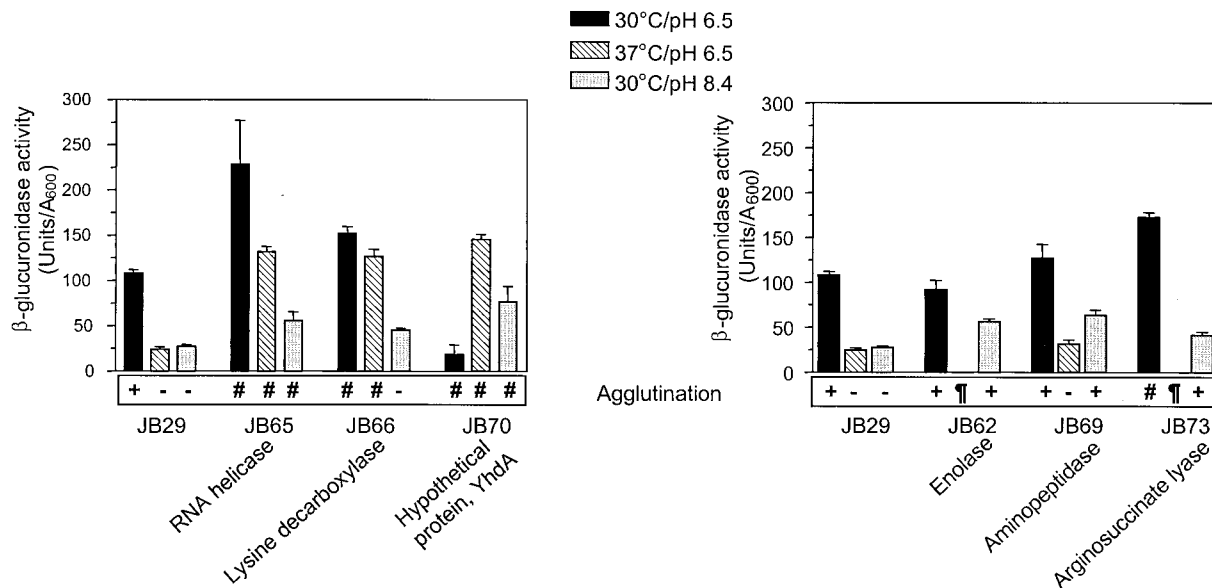 30°C/pH 6.5
37°C/pH 6.5
30°C/pH 8.4
β-glucuronidase activity
(Units/A600)
300
250
200
150
100
50
0
+ - - # # # # # - # # #
JB29 JB65 JB66 JB70
RNA helicase
Lysine decarboxylase
Hypothetical
protein, YhdA
Agglutination
β-glucuronidase activity
(Units/A600)
300
250
200
150
100
50
0
+ - - + ¶ + + - + # ¶ +
JB29 JB62 JB69 JB73
Enolase
Aminopeptidase
Arginosuccinate lyase